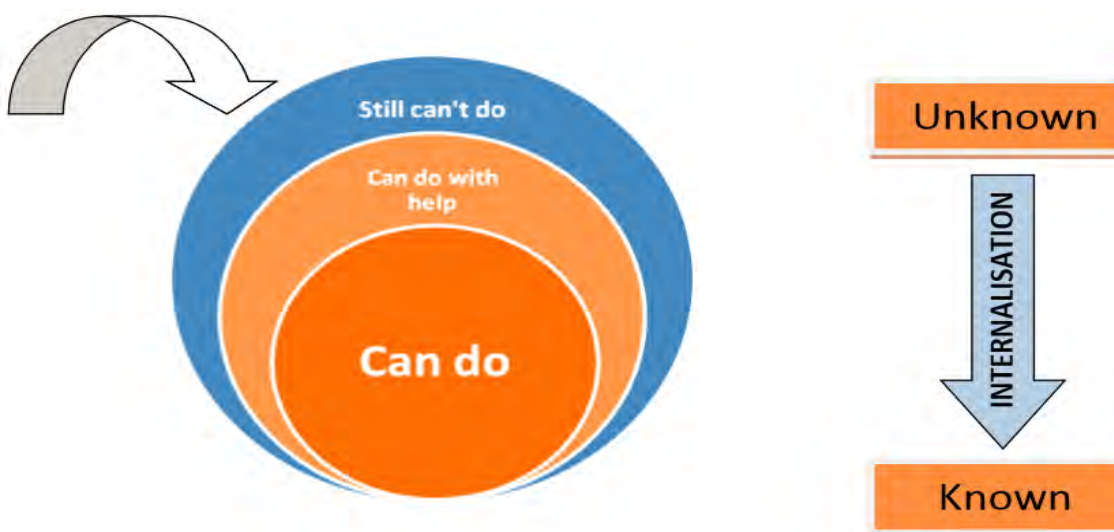 Still can't do
Can do with
help
Can do
Unknown
INTERNALISATION
Known